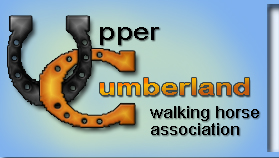 Upper
Cumberland
walking horse
association